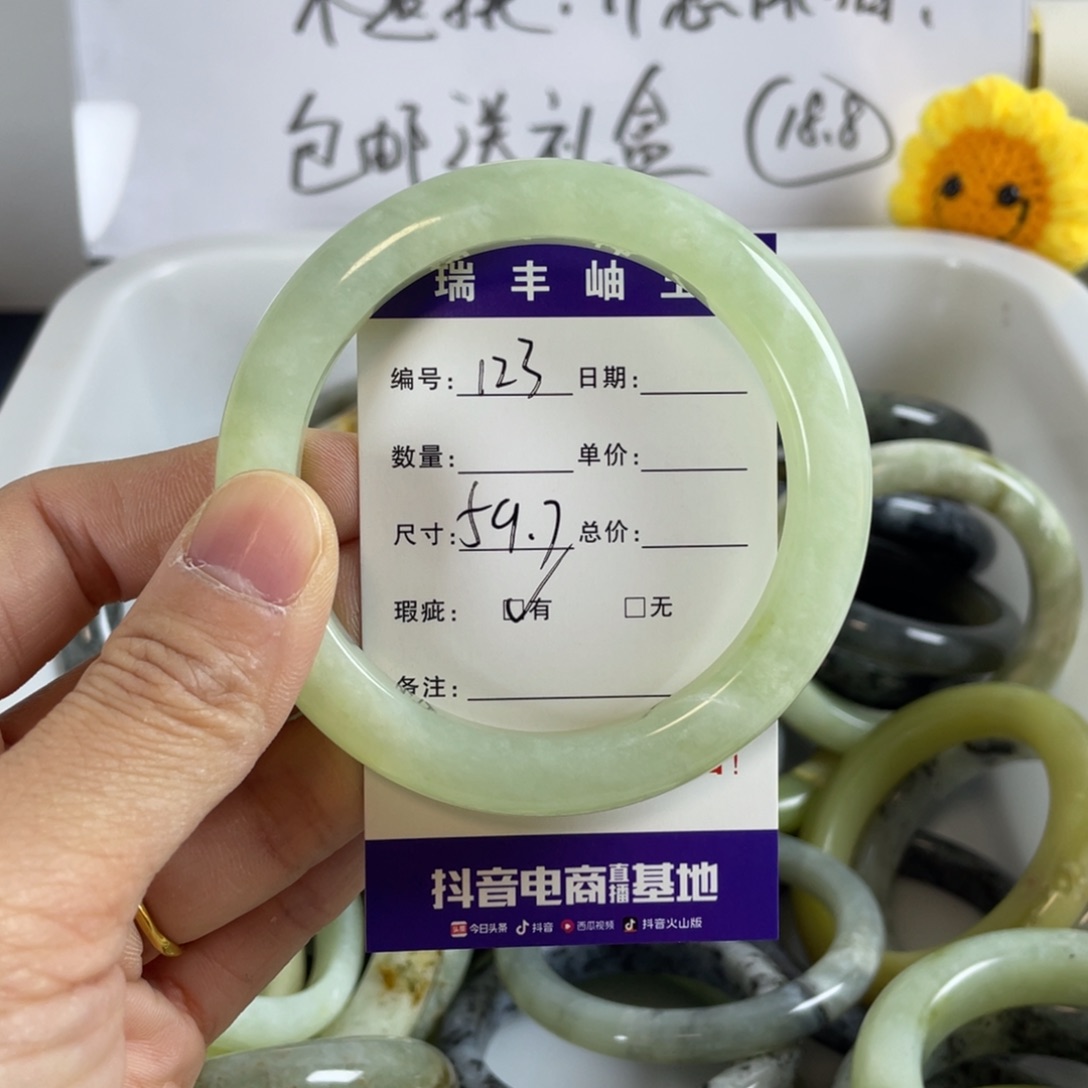 包邮送礼盒 18.8
瑞丰岫
编号: 123 日期:
数量: 单价:
尺寸: 59.7 总价:
瑕疵: ☑有 □无
备注:
!
抖音电商直播基地
头条 今日头条 抖音 西瓜视频 抖音火山版